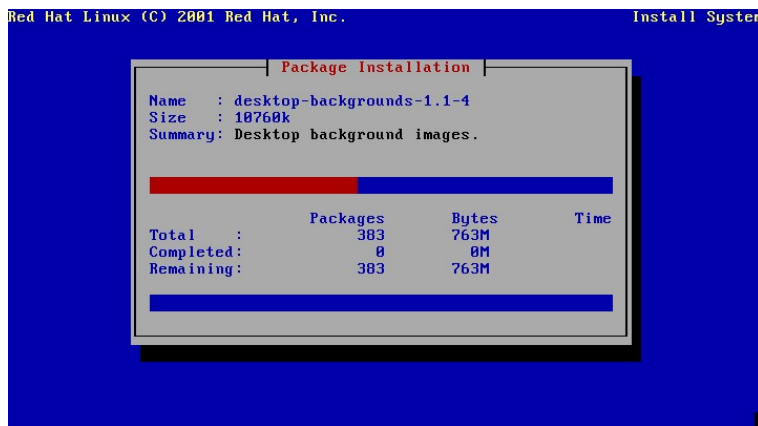 Red Hat Linux (C) 2001 Red Hat, Inc. Install System
Package Installation
Name : desktop-backgrounds-1.1-4
Size : 10760k
Summary: Desktop background images.
Packages Bytes Time
Total : 383 763M
Completed: 0 0M
Remaining: 383 763M